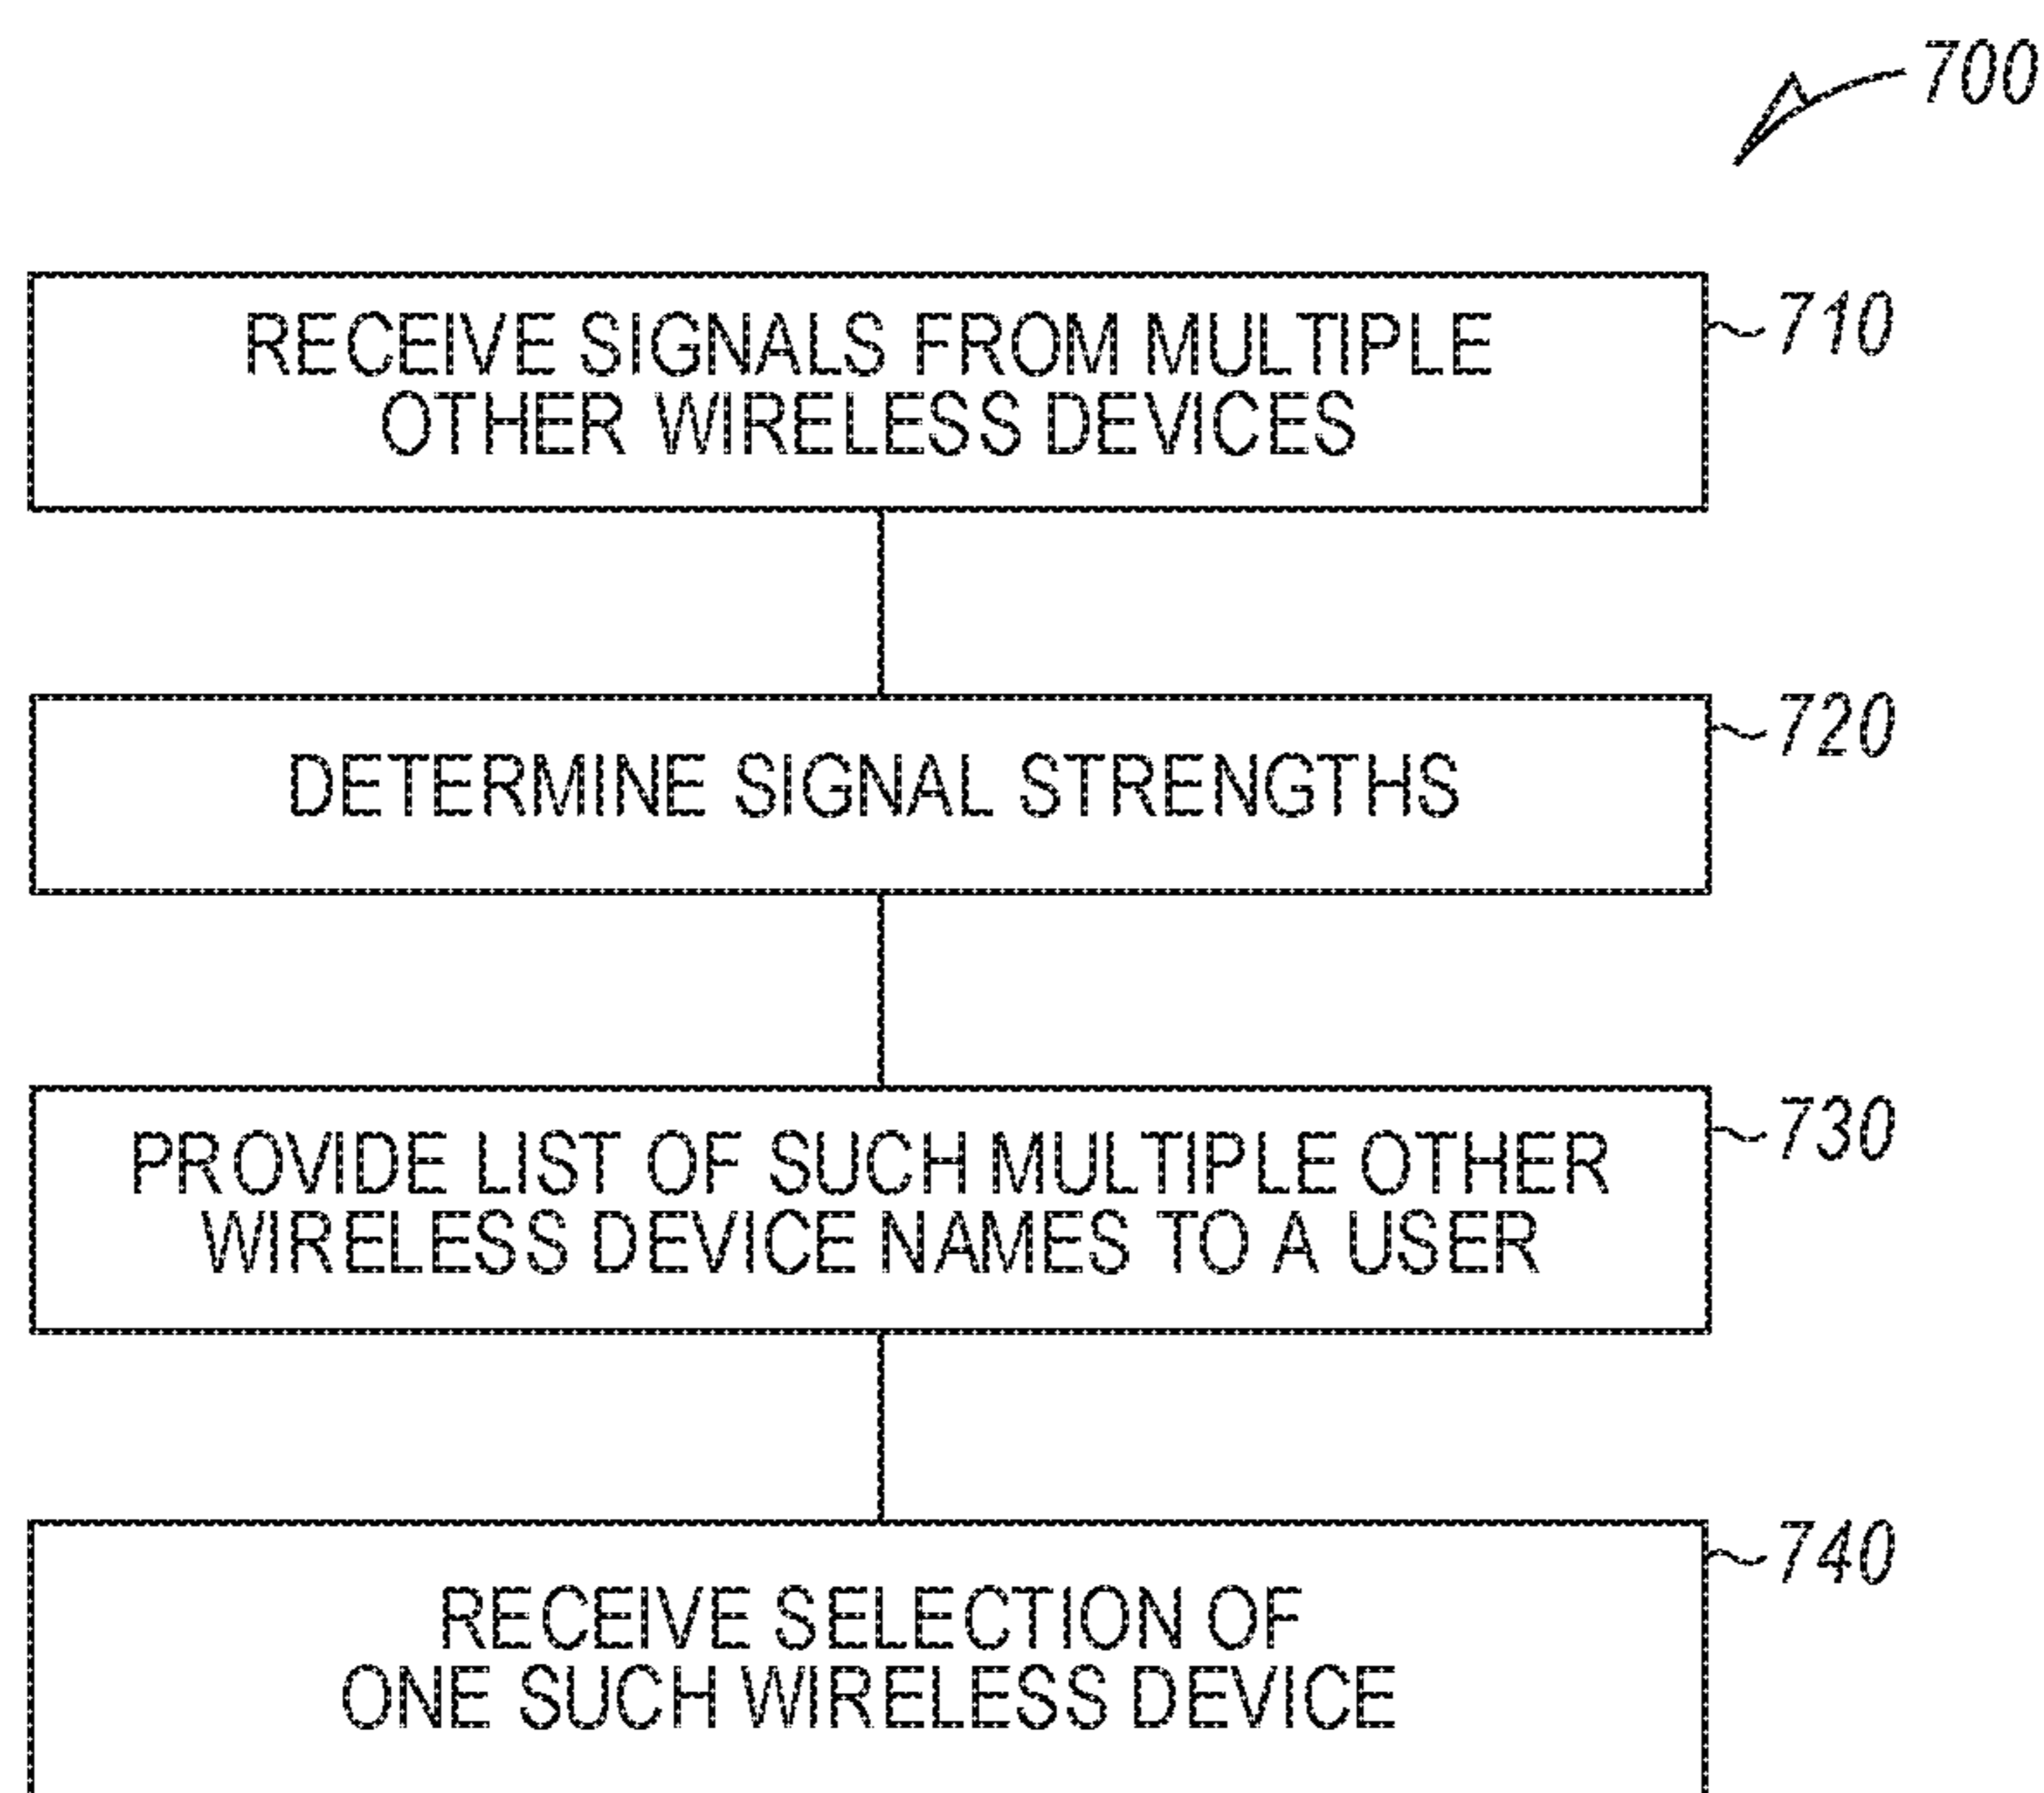 700
RECEIVE SIGNALS FROM MULTIPLE
OTHER WIRELESS DEVICES
710
DETERMINE SIGNAL STRENGTHS
720
PROVIDE LIST OF SUCH MULTIPLE OTHER
WIRELESS DEVICE NAMES TO A USER
730
RECEIVE SELECTION OF
ONE SUCH WIRELESS DEVICE
740